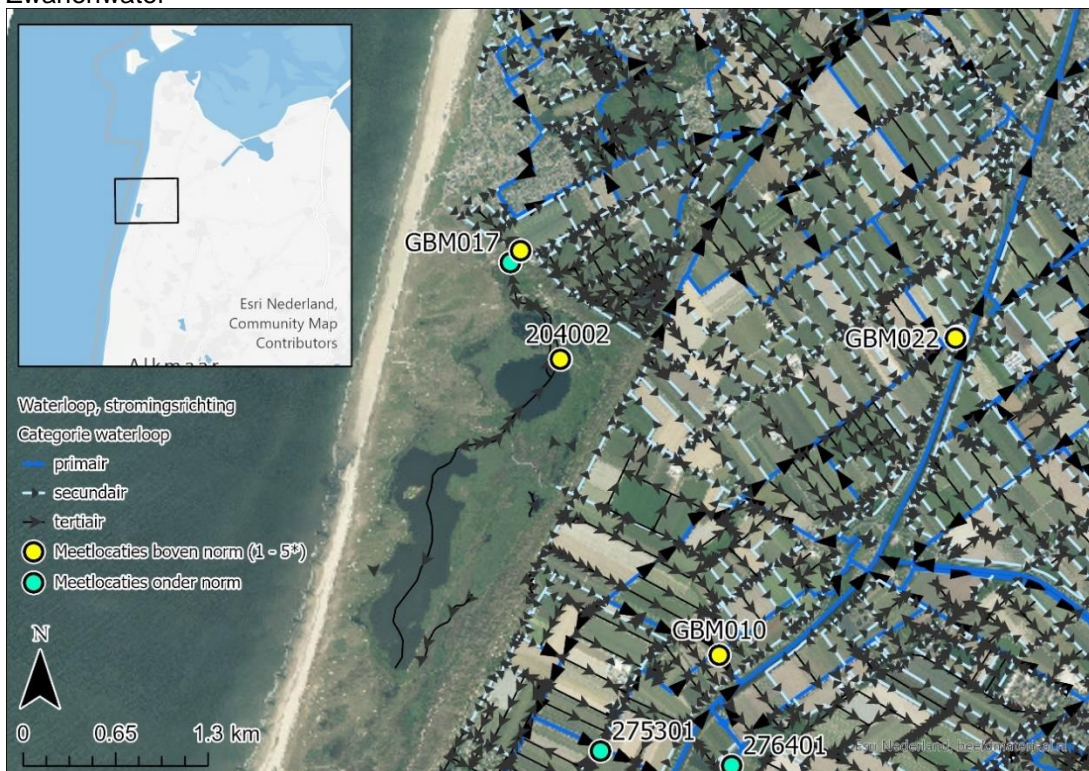 Zwanenwater
Esri Nederland,
Community Map
Contributors
Alkmaar
Waterloop, stromingsrichting
Categorie waterloop
primair
secundair
tertiair
Meetlocaties boven norm (1 - 5*)
Meetlocaties onder norm
N
0 0.65 1.3 km
GBM017
204002
GBM022
GBM010
275301
276401
Esri Nederland, beeldmateriaal.nl